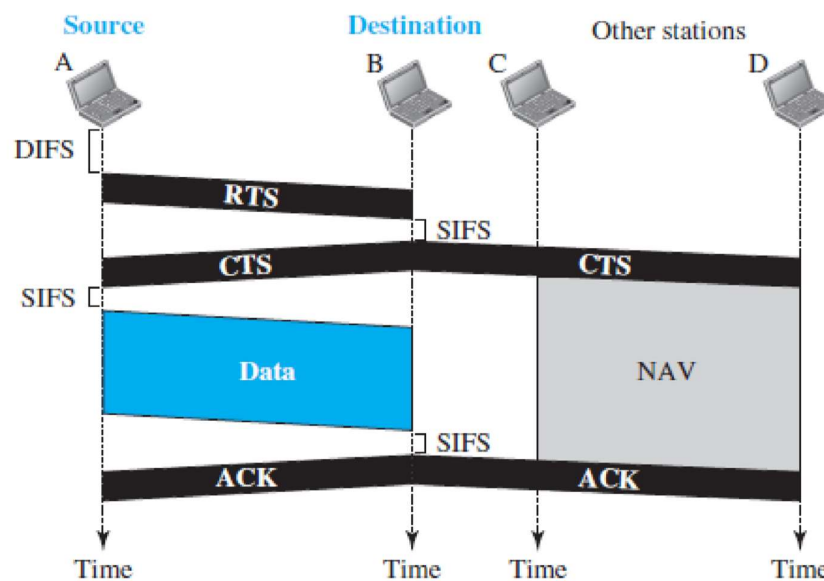 Source Destination Other stations
A B C D
DIFS
RTS
SIFS
CTS CTS
SIFS
Data NAV
SIFS
ACK ACK
Time Time Time Time